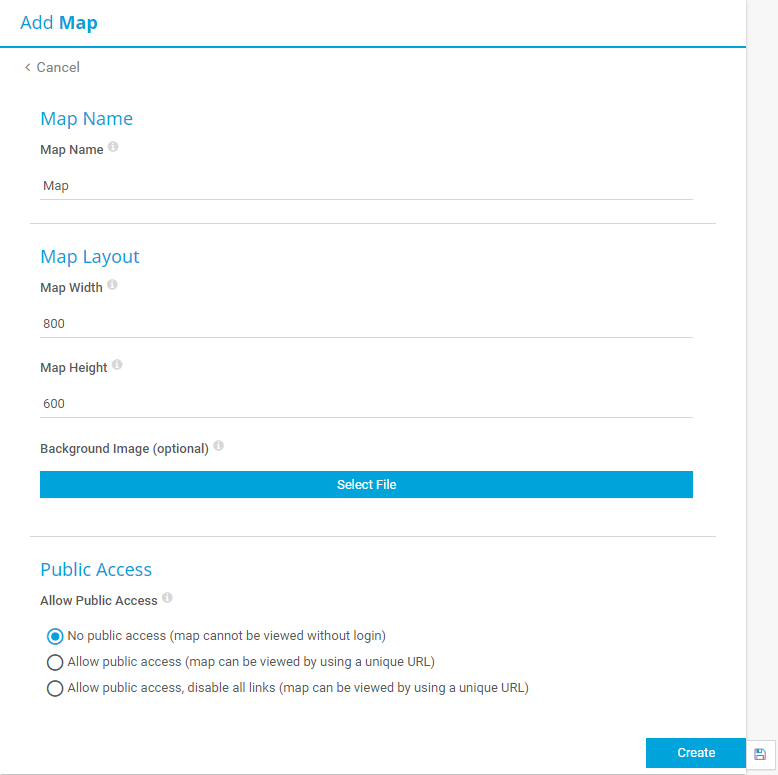 Add Map
< Cancel
Map Name
Map Name
Map
Map Layout
Map Width
800
Map Height
600
Background Image (optional)
Select File
Public Access
Allow Public Access
No public access (map cannot be viewed without login)
Allow public access (map can be viewed by using a unique URL)
Allow public access, disable all links (map can be viewed by using a unique URL)
Create